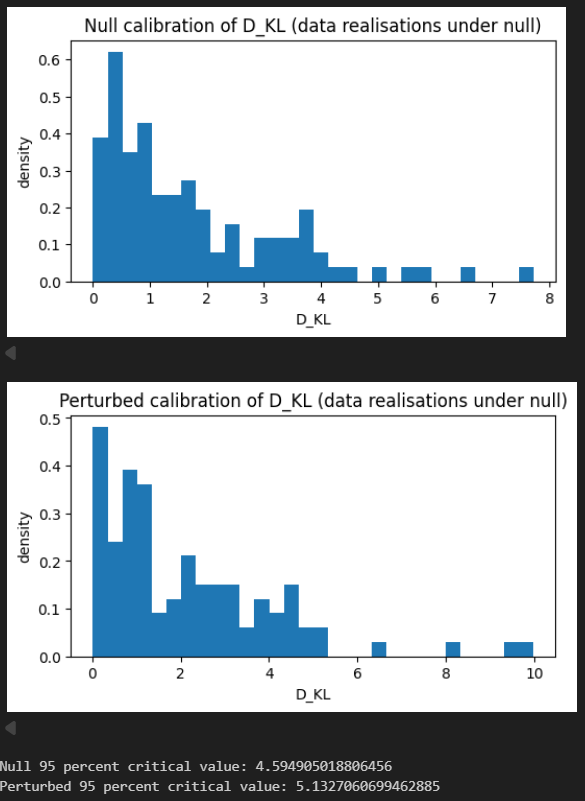 Null calibration of D_KL (data realisations under null)
0.6
0.5
0.4
0.3
0.2
0.1
0.0
density
0 1 2 3 4 5 6 7 8
D_KL
Perturbed calibration of D_KL (data realisations under null)
0.5
0.4
0.3
0.2
0.1
0.0
density
0 2 4 6 8 10
D_KL
Null 95 percent critical value: 4.594905018806456
Perturbed 95 percent critical value: 5.1327060699462885